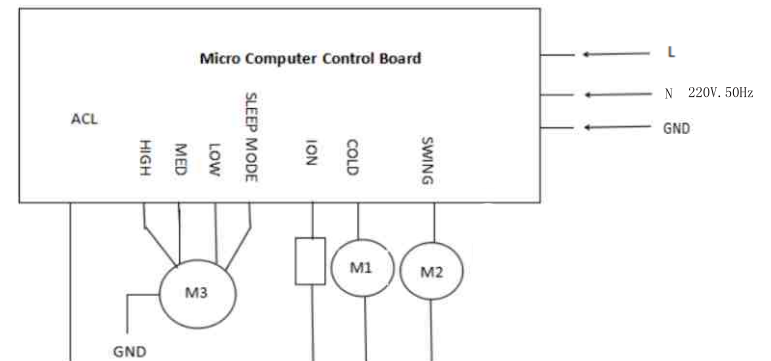 Micro Computer Control Board
L
N 220V.50Hz
GND
ACL
HIGH
MED
LOW
SLEEP MODE
ION
COLD
SWING
M3
M1
M2
GND